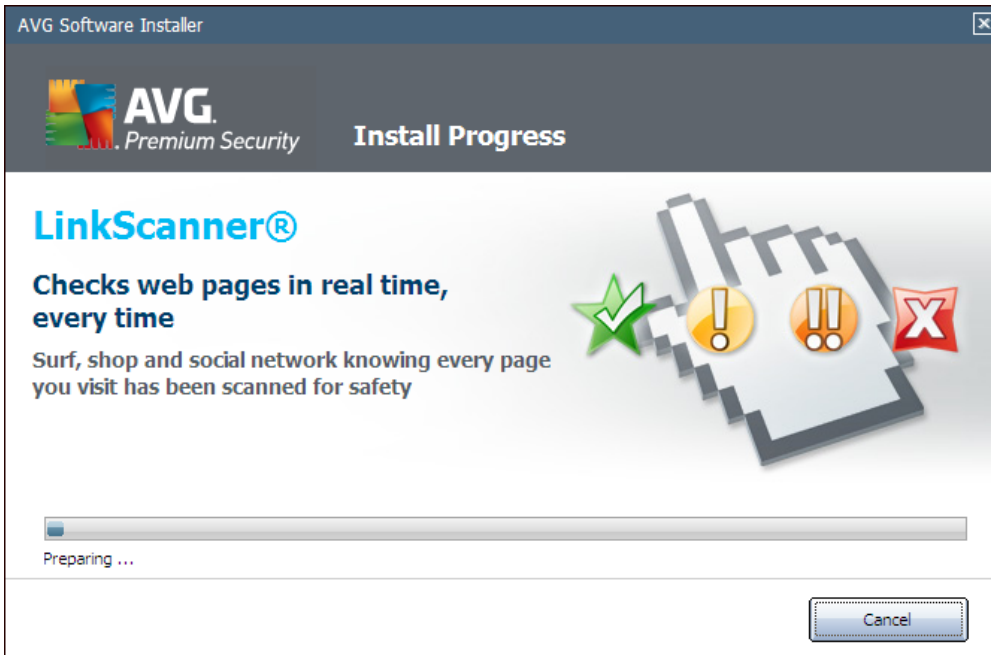 AVG Software Installer
AVG.
Premium Security
Install Progress
LinkScanner®
Checks web pages in real time,
every time
Surf, shop and social network knowing every page
you visit has been scanned for safety
Preparing ...
Cancel